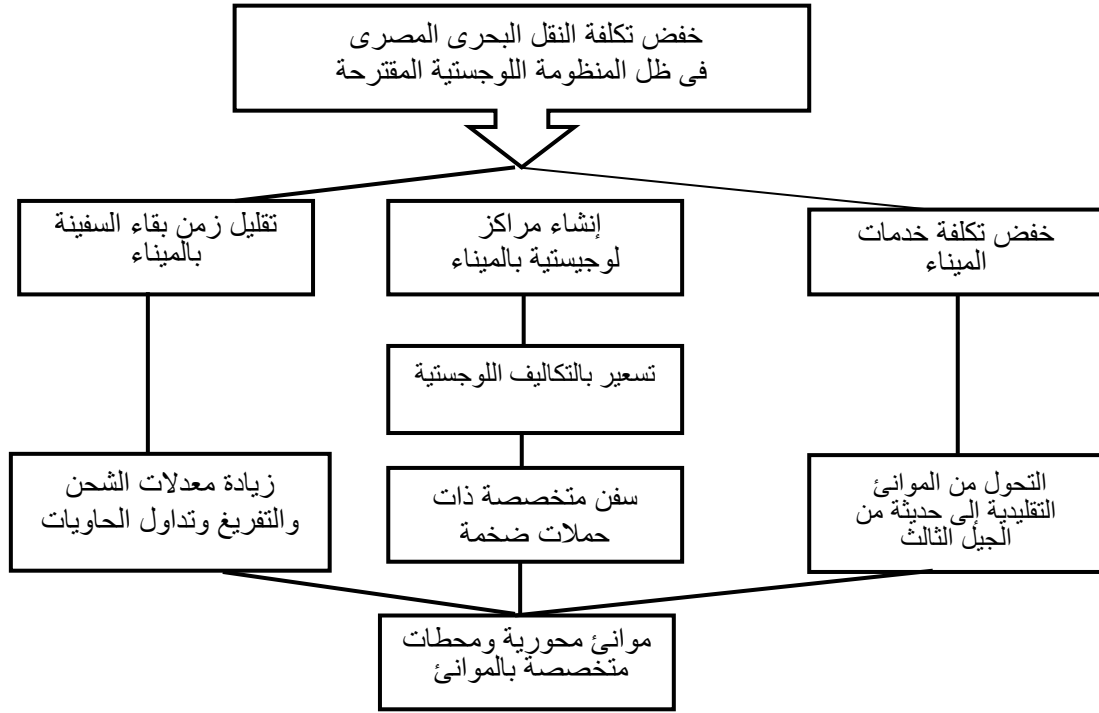 خفض تكلفة النقل البحرى المصرى
فى ظل المنظومة اللوجستية المقترحة
خفض تكلفة خدمات
الميناء
إنشاء مراكز
لوجيستية بالميناء
تقليل زمن بقاء السفينة
بالميناء
تسعير بالتكاليف اللوجستية
التحول من الموانئ
التقليدية إلى حديثة من
الجيل الثالث
سفن متخصصة ذات
حملات ضخمة
زيادة معدلات الشحن
والتفريغ وتداول الحاويات
موانئ محورية ومحطات
متخصصة بالموانئ